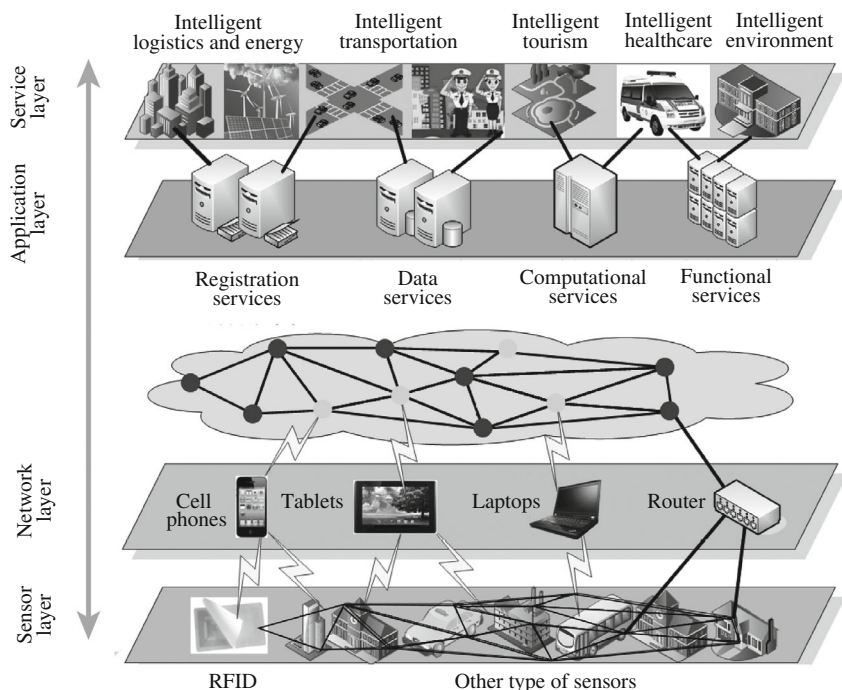 Intelligent
logistics and energy
Intelligent
transportation
Intelligent
tourism
Intelligent
healthcare
Intelligent
environment
Service
layer
Application
layer
Registration
services
Data
services
Computational
services
Functional
services
Network
layer
Cell
phones
Tablets
Laptops
Router
Sensor
layer
RFID
Other type of sensors